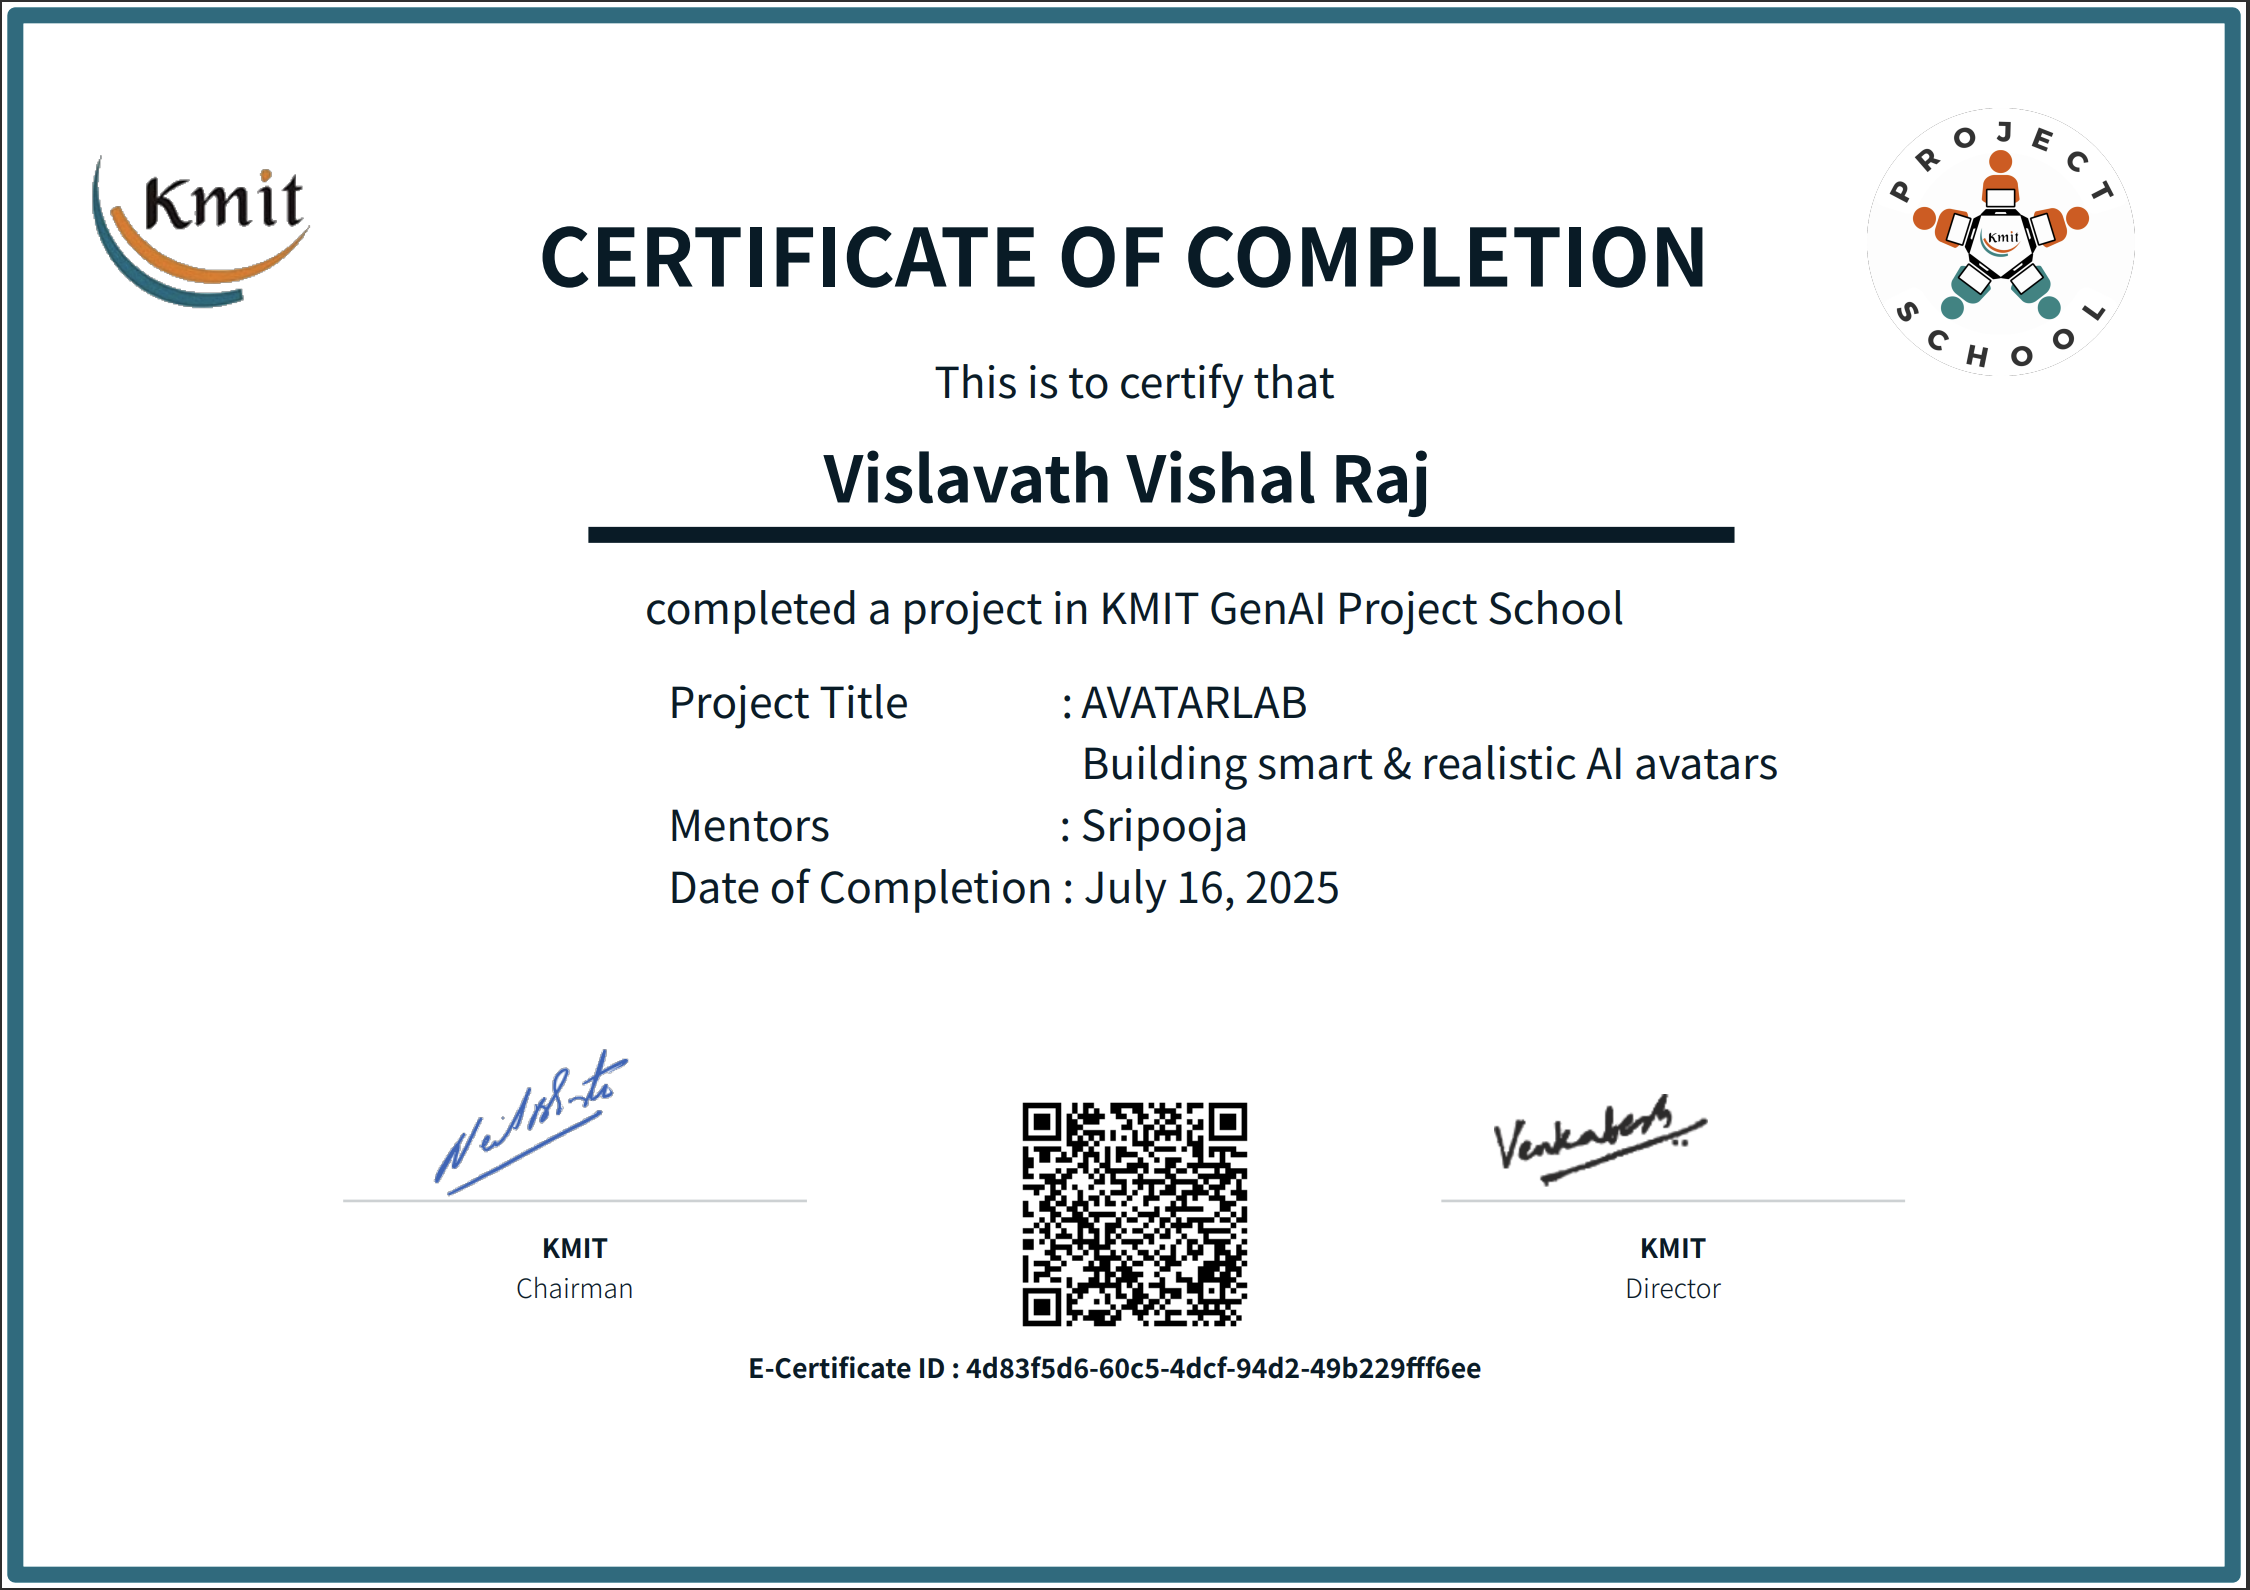 Kmit
PROJECT
Kmit
SCHOOL
CERTIFICATE OF COMPLETION
This is to certify that
Vislavath Vishal Raj
completed a project in KMIT GenAI Project School
Project Title : AVATARLAB
Building smart & realistic AI avatars
Mentors : Sripooja
Date of Completion : July 16, 2025
Venkatesh
KMIT
Chairman
KMIT
Director
E-Certificate ID : 4d83f5d6-60c5-4dcf-94d2-49b229fff6ee